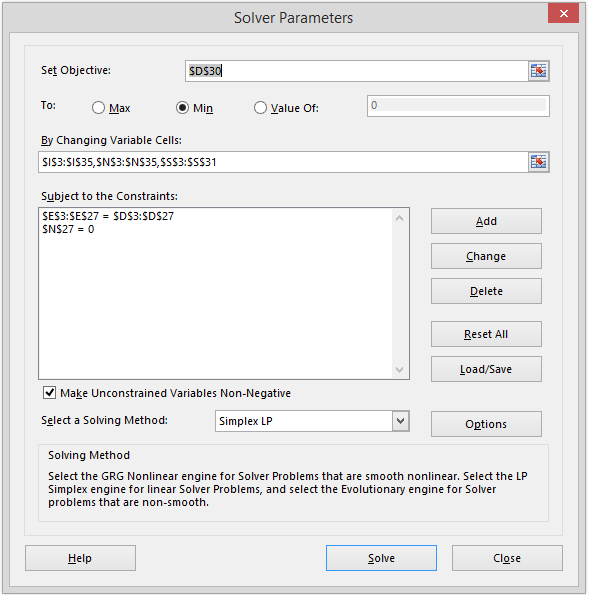 Solver Parameters
Set Objective:
$D$30
To:
Max
Min
Value Of:
0
By Changing Variable Cells:
$I$3:$I$35,$N$3:$N$35,$S$3:$S$31
Subject to the Constraints:
$E$3:$E$27 = $D$3:$D$27
$N$27 = 0
Add
Change
Delete
Reset All
Load/Save
Make Unconstrained Variables Non-Negative
Select a Solving Method:
Simplex LP
Options
Solving Method
Select the GRG Nonlinear engine for Solver Problems that are smooth nonlinear. Select the LP
Simplex engine for linear Solver Problems, and select the Evolutionary engine for Solver
problems that are non-smooth.
Help
Solve
Close